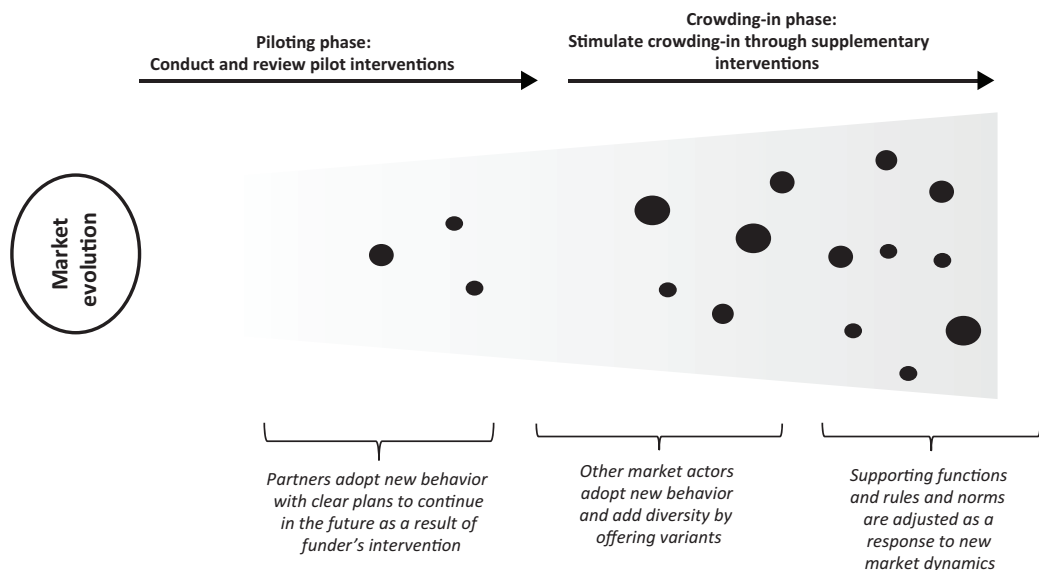 Piloting phase:
Conduct and review pilot interventions
Crowding-in phase:
Stimulate crowding-in through supplementary
interventions
Market
evolution
Partners adopt new behavior
with clear plans to continue
in the future as a result of
funder’s intervention
Other market actors
adopt new behavior
and add diversity by
offering variants
Supporting functions
and rules and norms
are adjusted as a
response to new
market dynamics